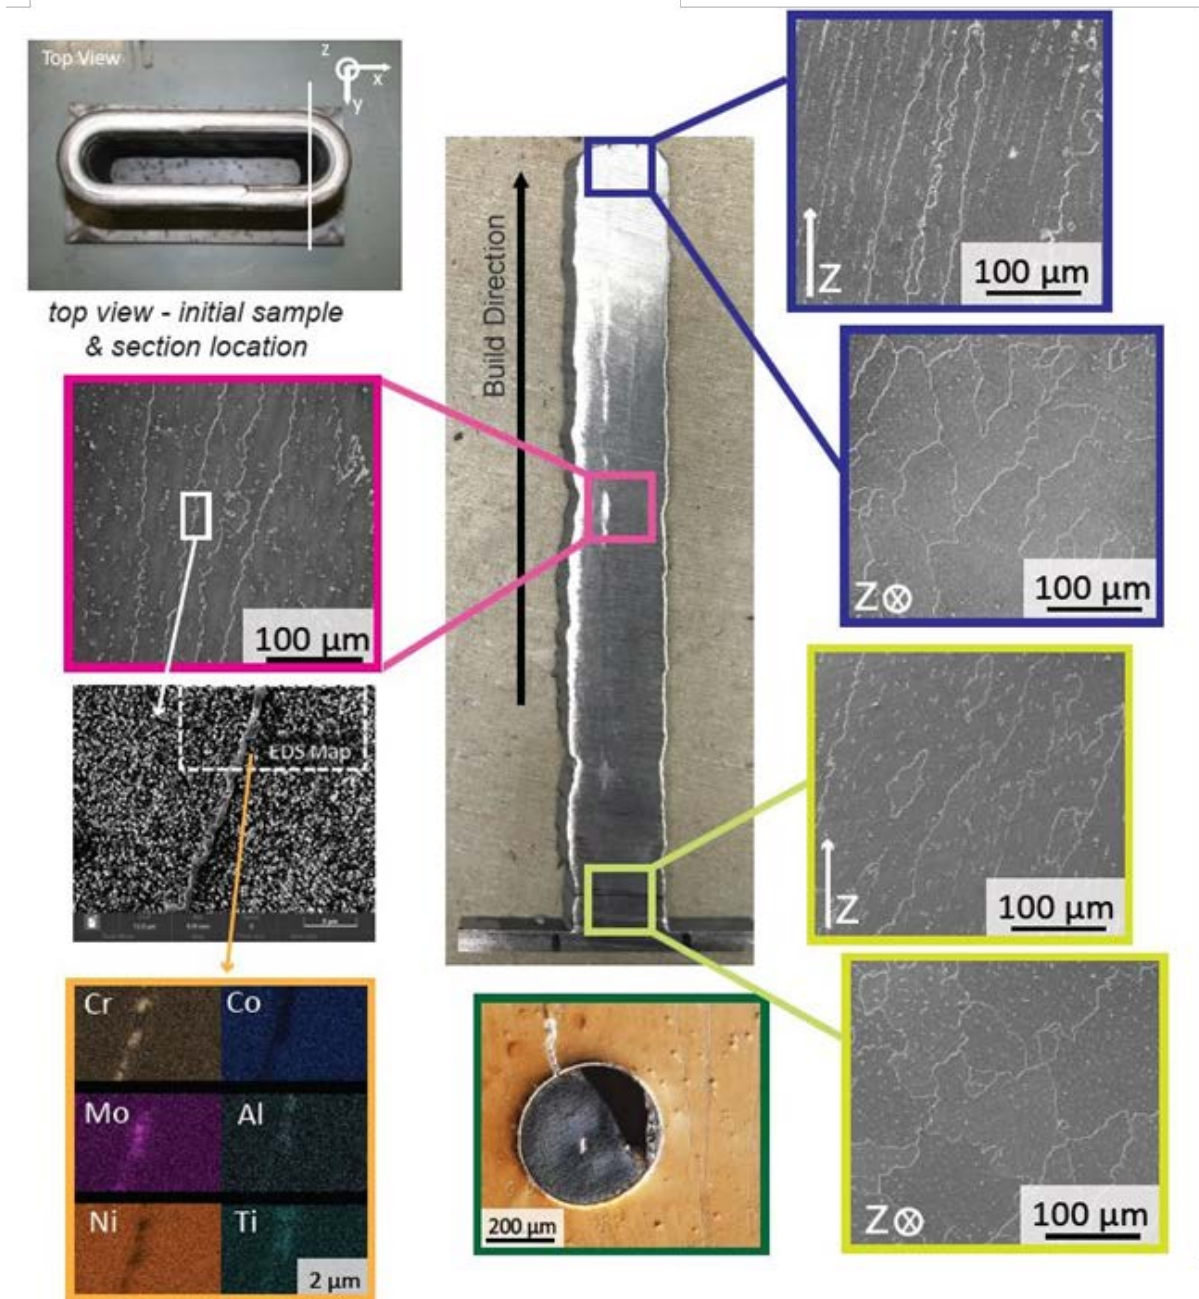 Top View
z
x
y
top view - initial sample
& section location
Build Direction
Z
100 µm
Z
100 µm
100 µm
EDS Map
Z
100 µm
Z
100 µm
Cr
Co
Mo
Al
Ni
Ti
2 µm
200 µm